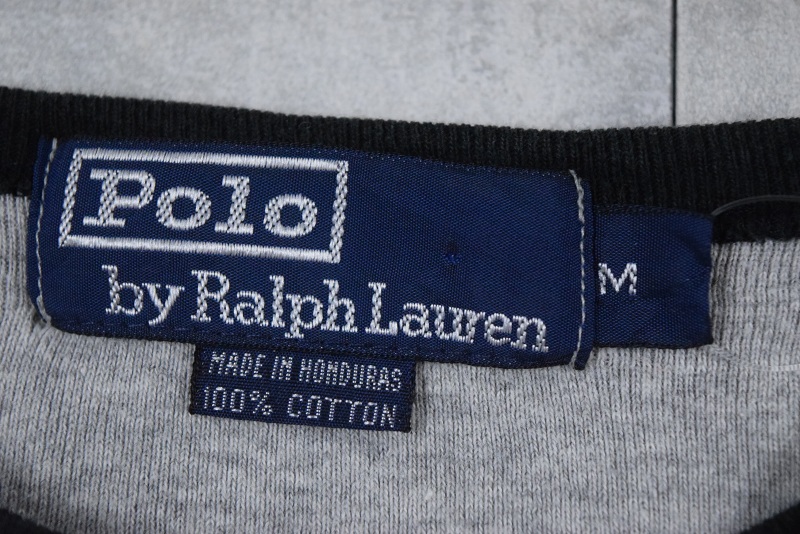 Polo
by Ralph Lauren
M
MADE IN HONDURAS
100% COTTON